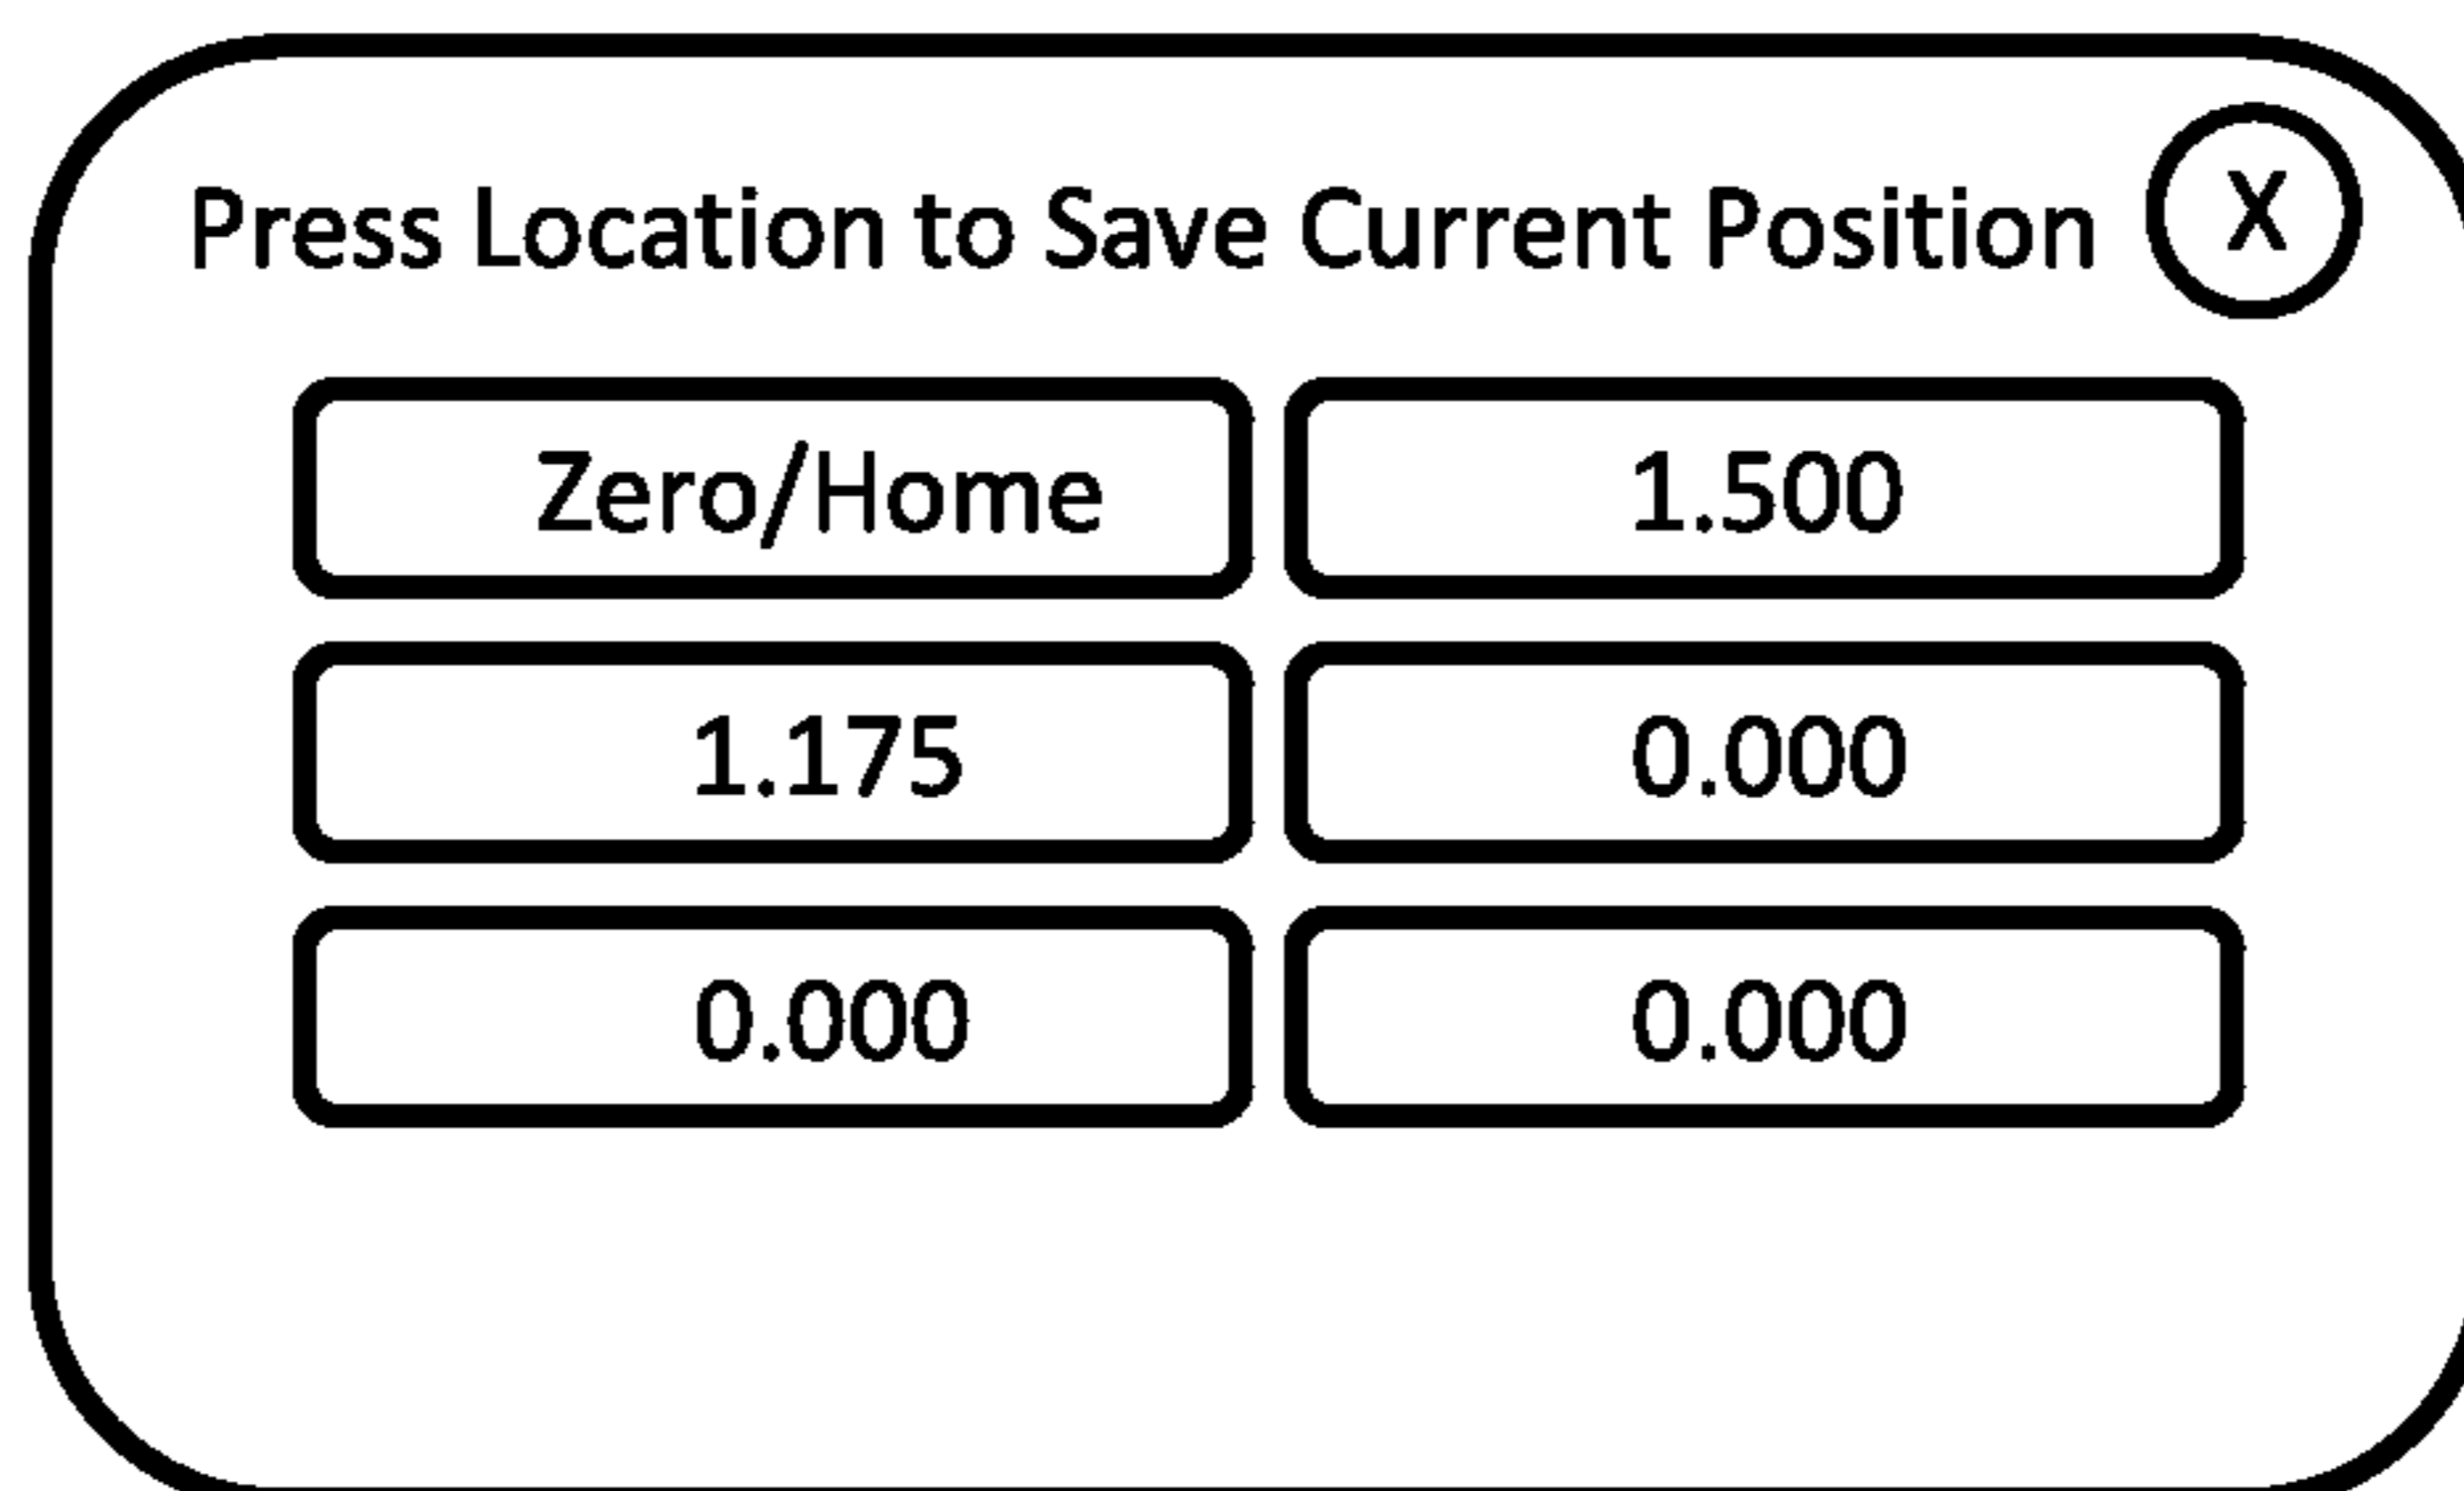 Press Location to Save Current Position X
Zero/Home 1.500
1.175 0.000
0.000 0.000